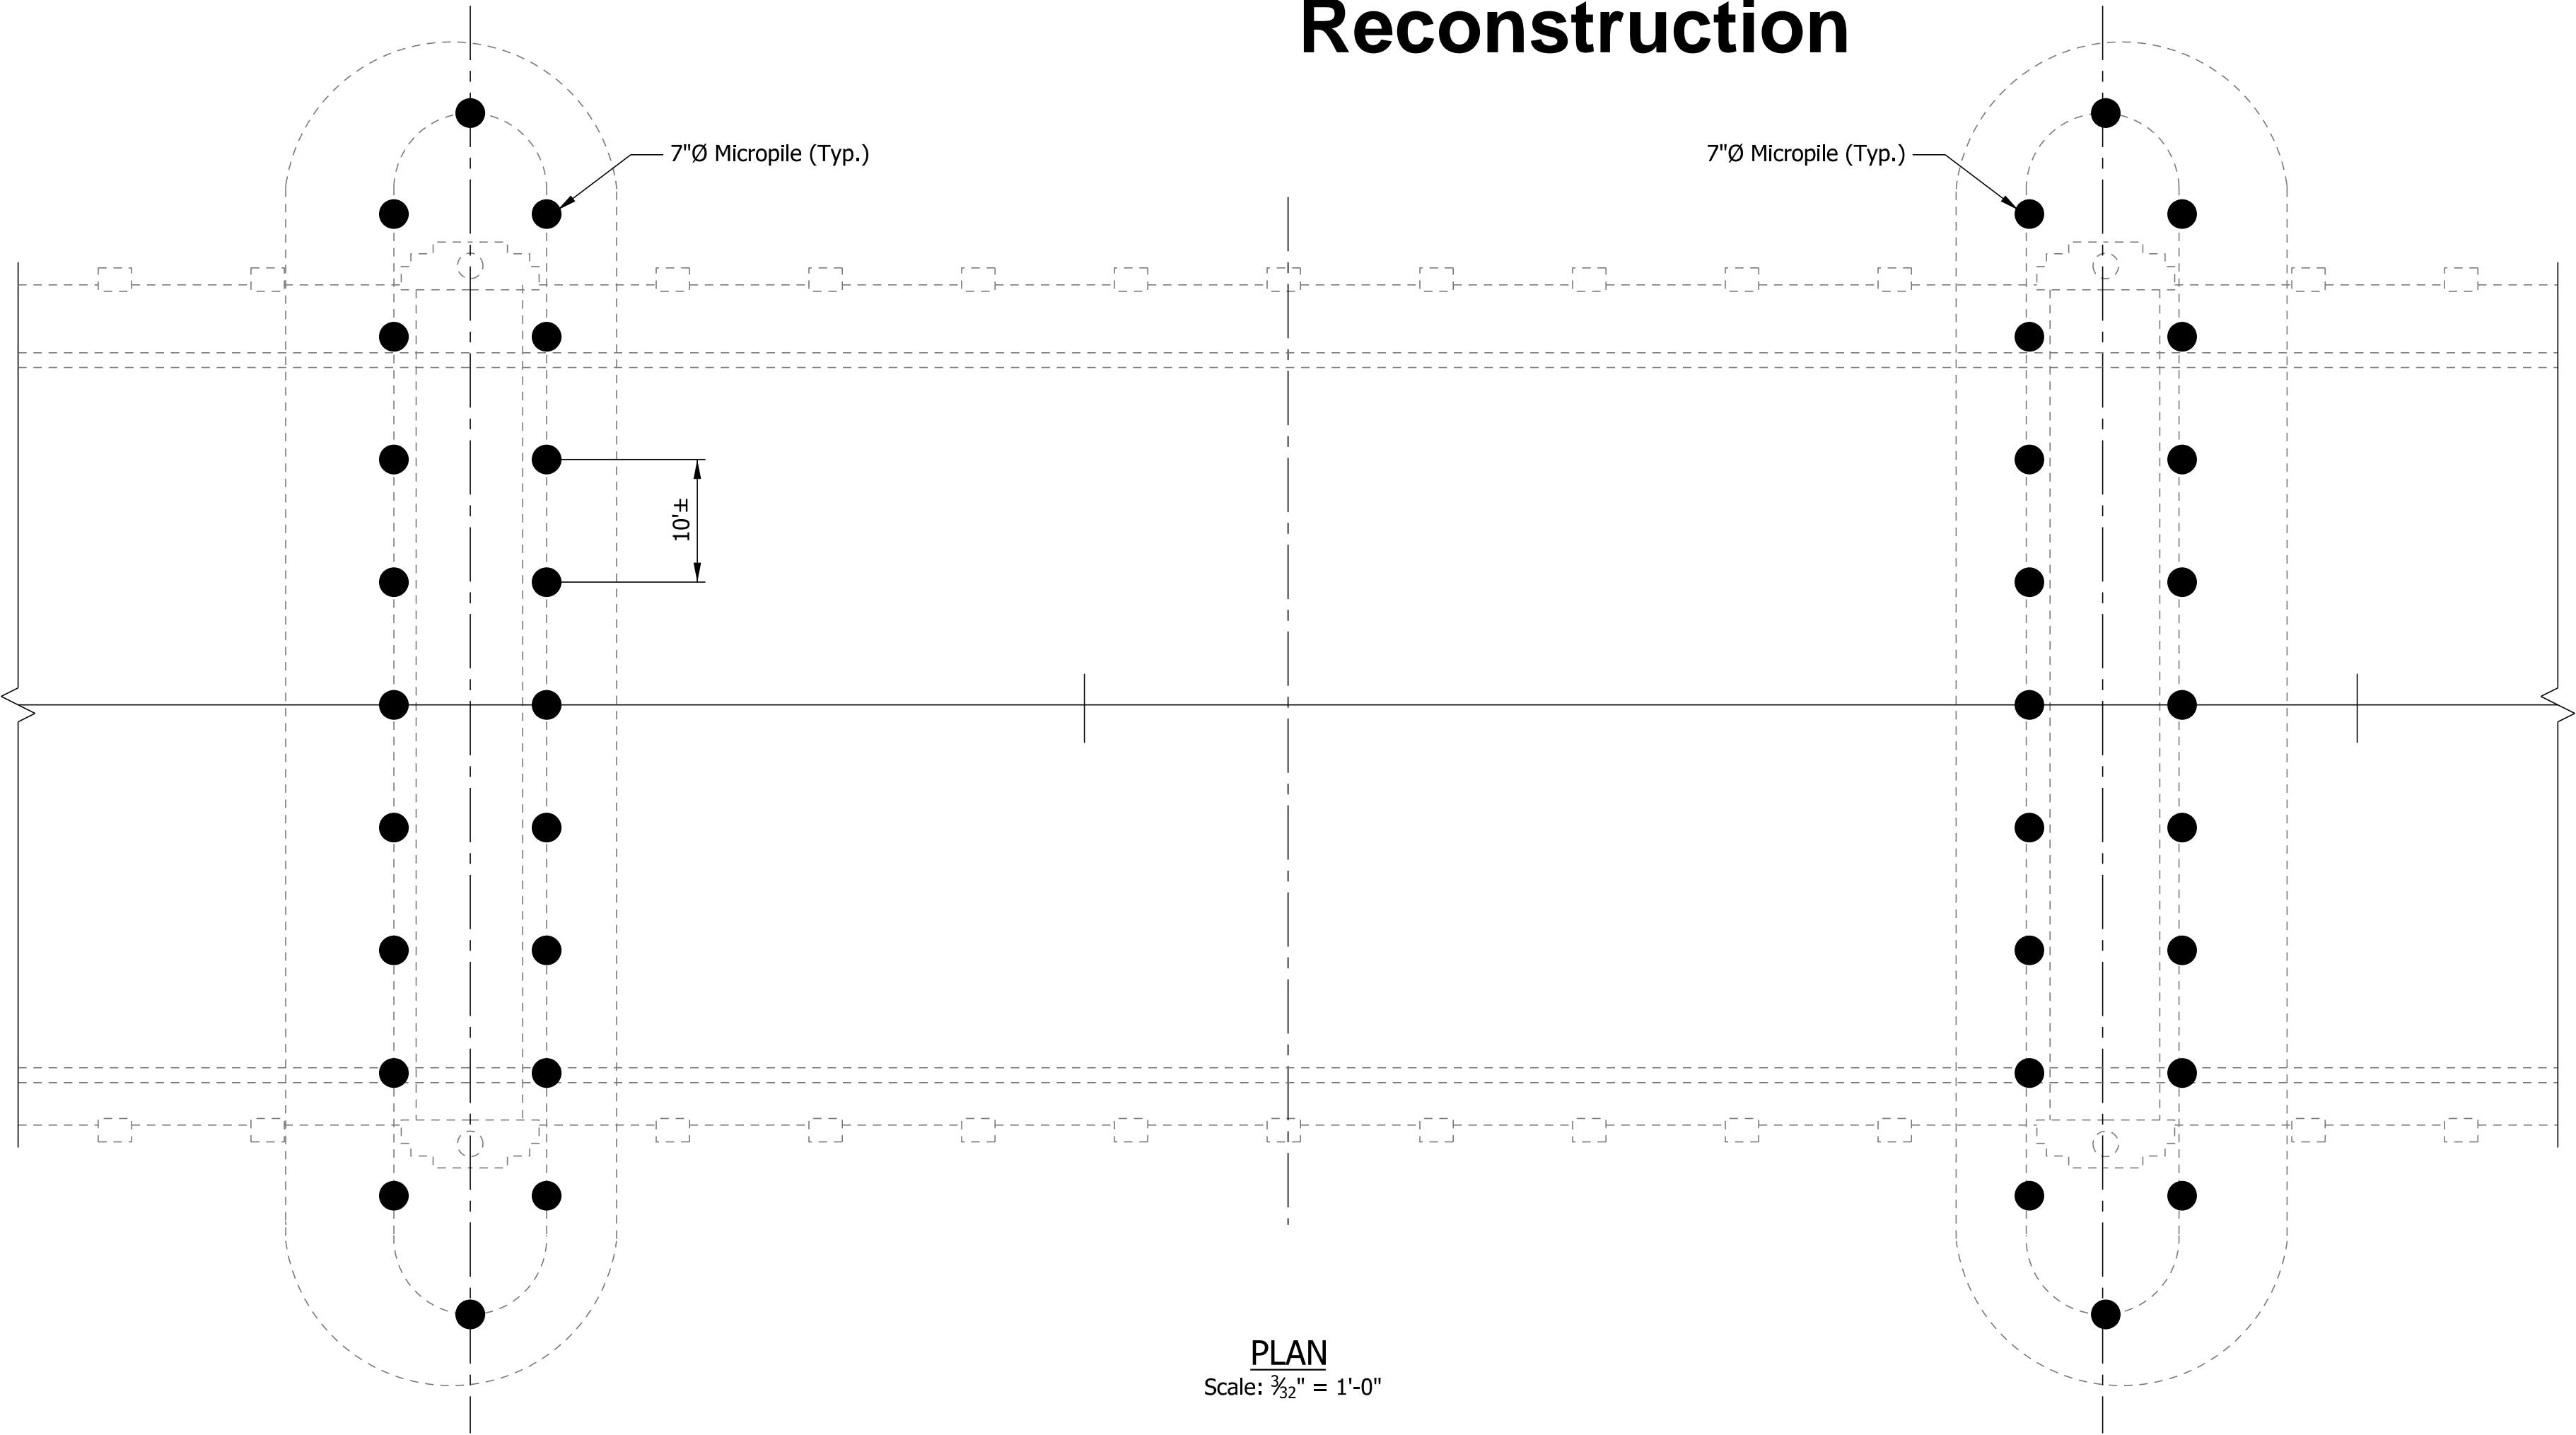 Reconstruction
7"Ø Micropile (Typ.)
7"Ø Micropile (Typ.)
10'±
PLAN
Scale: 3⁄32" = 1'-0"